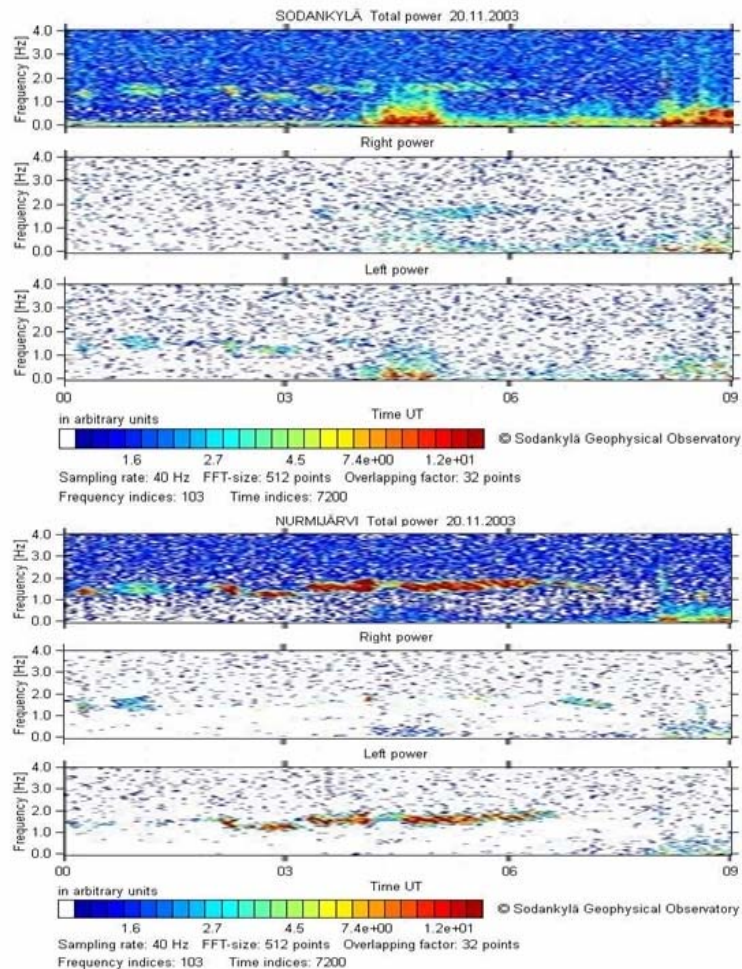 SODANKYLÄ Total power 20.11.2003
Frequency [Hz]
4.0
3.0
2.0
1.0
0.0
Right power
Frequency [Hz]
4.0
3.0
2.0
1.0
0.0
Left power
Frequency [Hz]
4.0
3.0
2.0
1.0
0.0
00 03 06 09
Time UT
in arbitrary units
© Sodankylä Geophysical Observatory
1.6 2.7 4.5 7.4e+00 1.2e+01
Sampling rate: 40 Hz FFT-size: 512 points Overlapping factor: 32 points
Frequency indices: 103 Time indices: 7200
NURMIJÄRVI Total power 20.11.2003
Frequency [Hz]
4.0
3.0
2.0
1.0
0.0
Right power
Frequency [Hz]
4.0
3.0
2.0
1.0
0.0
Left power
Frequency [Hz]
4.0
3.0
2.0
1.0
0.0
00 03 06 09
Time UT
in arbitrary units
© Sodankylä Geophysical Observatory
1.6 2.7 4.5 7.4e+00 1.2e+01
Sampling rate: 40 Hz FFT-size: 512 points Overlapping factor: 32 points
Frequency indices: 103 Time indices: 7200